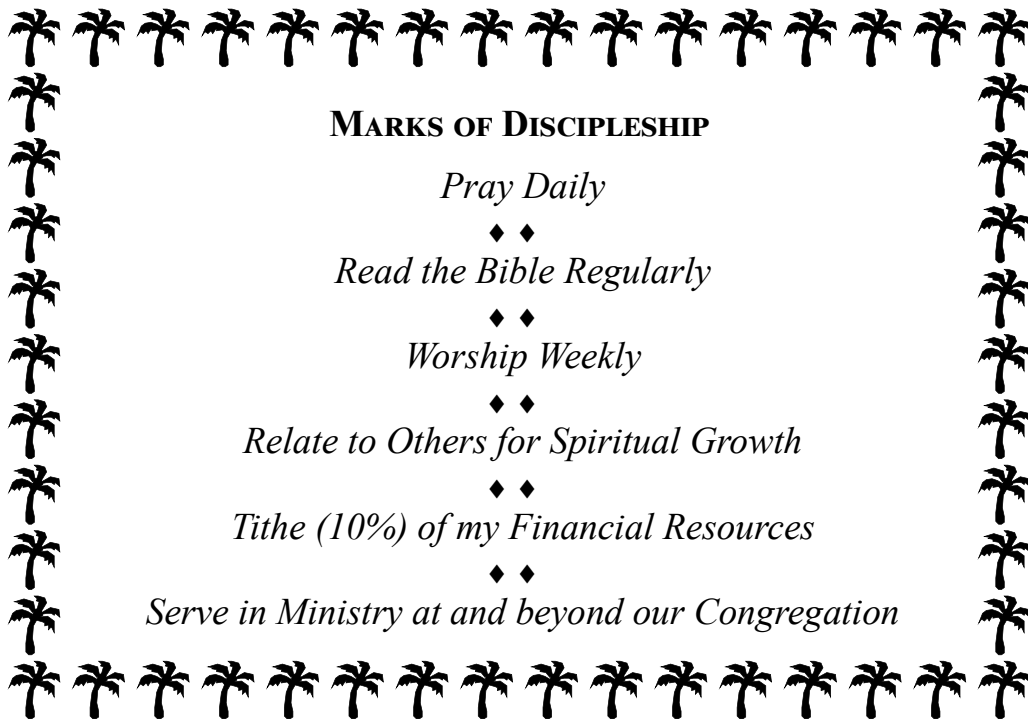 Marks of Discipleship
Pray Daily
♦ ♦
Read the Bible Regularly
♦ ♦
Worship Weekly
♦ ♦
Relate to Others for Spiritual Growth
♦ ♦
Tithe (10%) of my Financial Resources
♦ ♦
Serve in Ministry at and beyond our Congregation